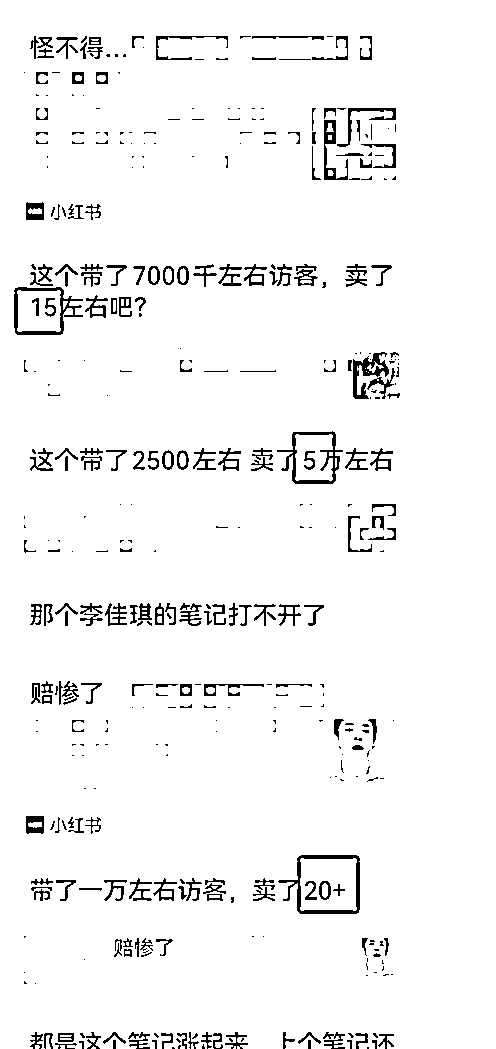 怪不得...
小红书
这个带了7000千左右访客，卖了
15左右吧？
这个带了2500左右 卖了5万左右
那个李佳琪的笔记打不开了
赔惨了
小红书
带了一万左右访客，卖了20+
赔惨了
都是这个笔记涨起来，上个笔记还